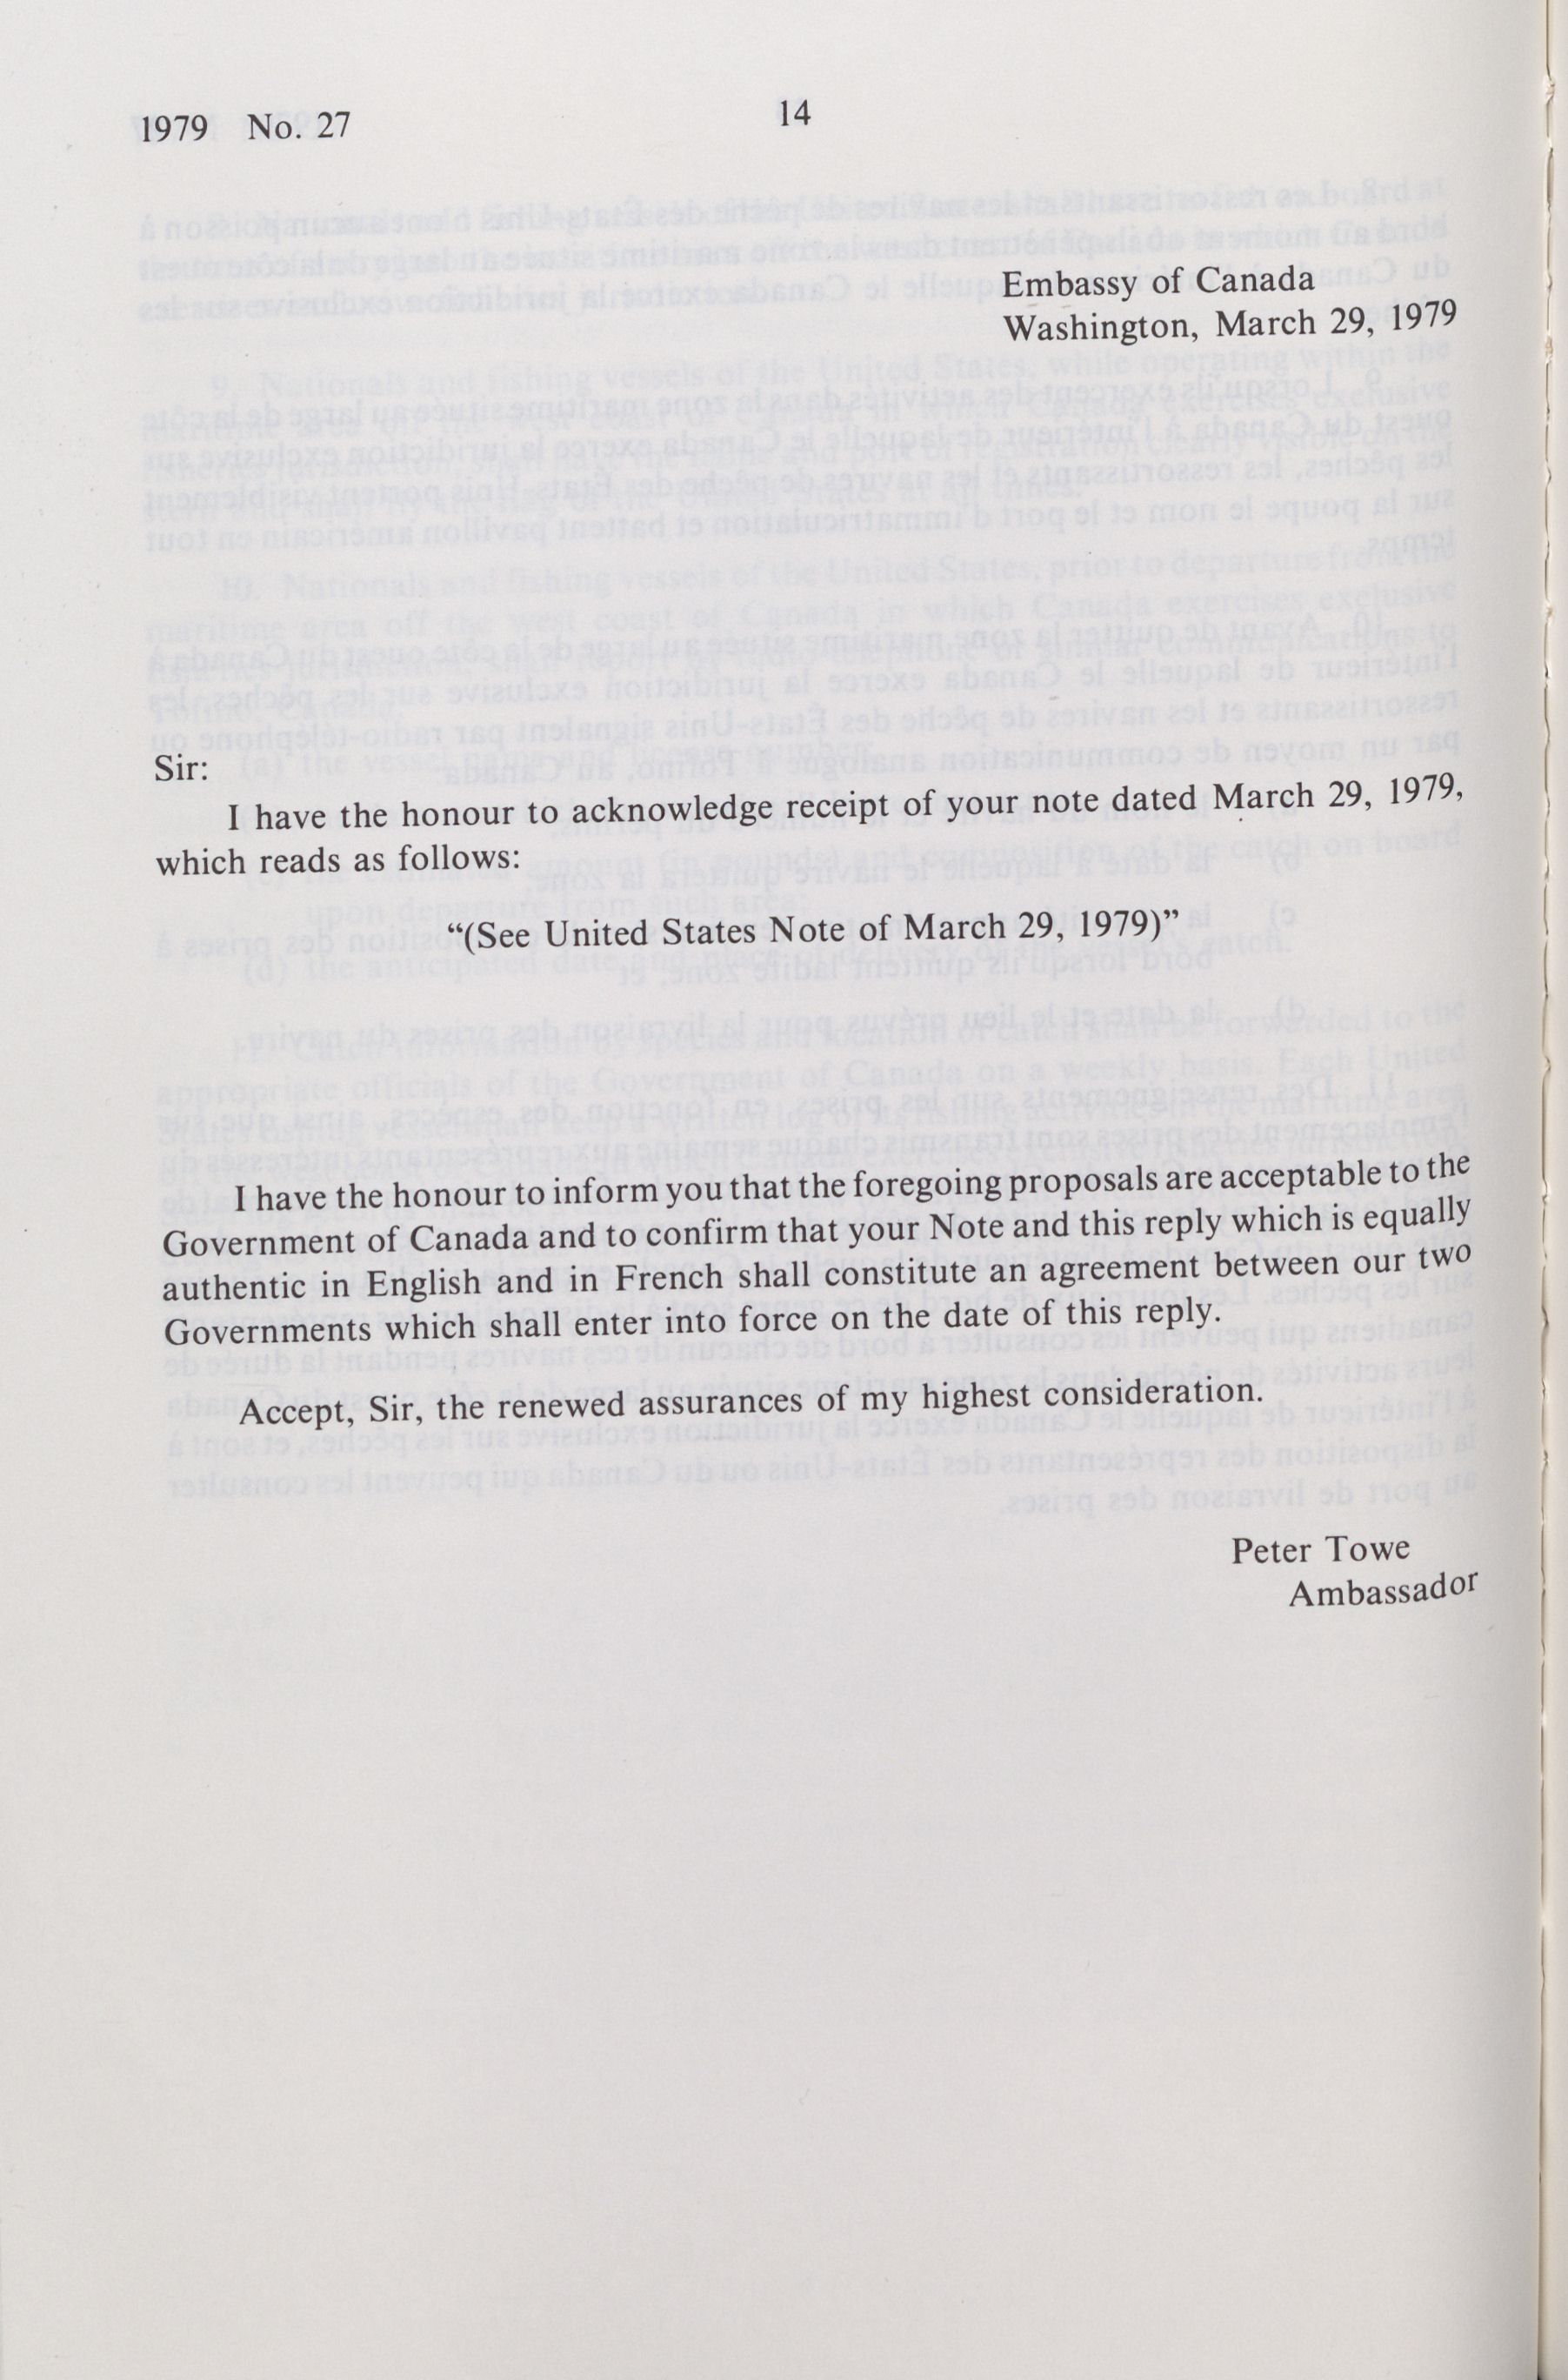 1979 No. 27
14
Embassy of Canada
Washington, March 29, 1979
Sir:
I have the honour to acknowledge receipt of your note dated March 29, 1979,
which reads as follows:
“(See United States Note of March 29, 1979)”
I have the honour to inform you that the foregoing proposals are acceptable to the
Government of Canada and to confirm that your Note and this reply which is equally
authentic in English and in French shall constitute an agreement between our two
Governments which shall enter into force on the date of this reply.
Accept, Sir, the renewed assurances of my highest consideration.
Peter Towe
Ambassador